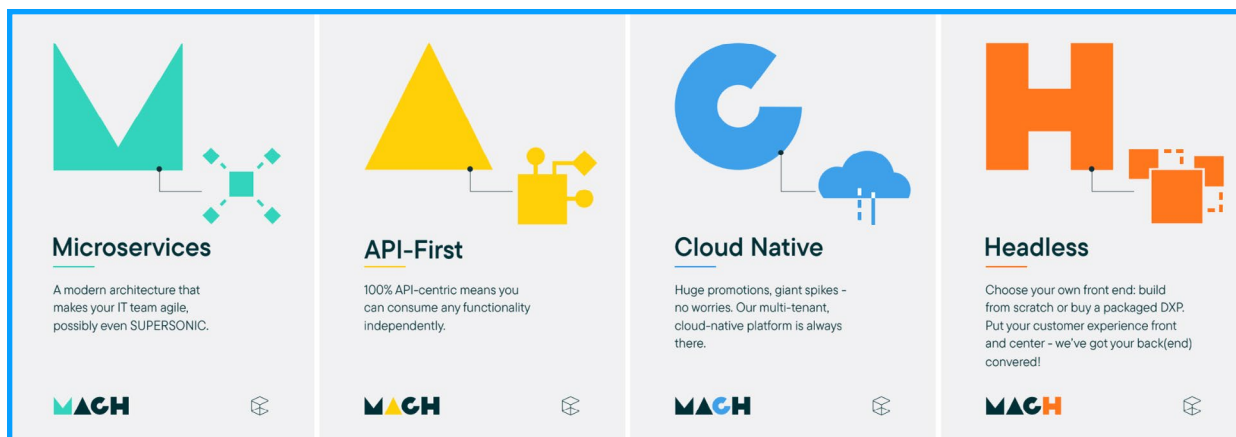 M
Microservices
A modern architecture that
makes your IT team agile,
possibly even SUPERSONIC.
MACH
A
API-First
100% API-centric means you
can consume any functionality
independently.
MACH
C
Cloud Native
Huge promotions, giant spikes -
no worries. Our multi-tenant,
cloud-native platform is always
there.
MACH
H
Headless
Choose your own front end: build
from scratch or buy a packaged DXP.
Put your customer experience front
and center - we've got your back(end)
convered!
MACH